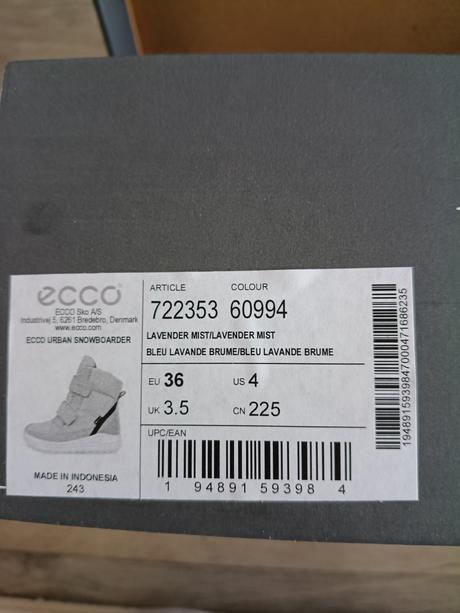 ecco
ECCO Sko A/S
Industrivej 5, 6261 Bredebro, Denmark
www.ecco.com
ECCO URBAN SNOWBOARDER
MADE IN INDONESIA
243
ARTICLE COLOUR
722353 60994
LAVENDER MIST/LAVENDER MIST
BLEU LAVANDE BRUME/BLEU LAVANDE BRUME
EU 36 US 4
UK 3.5 CN 225
UPC/EAN
1 94891 59398 4
1948915939847000471686235